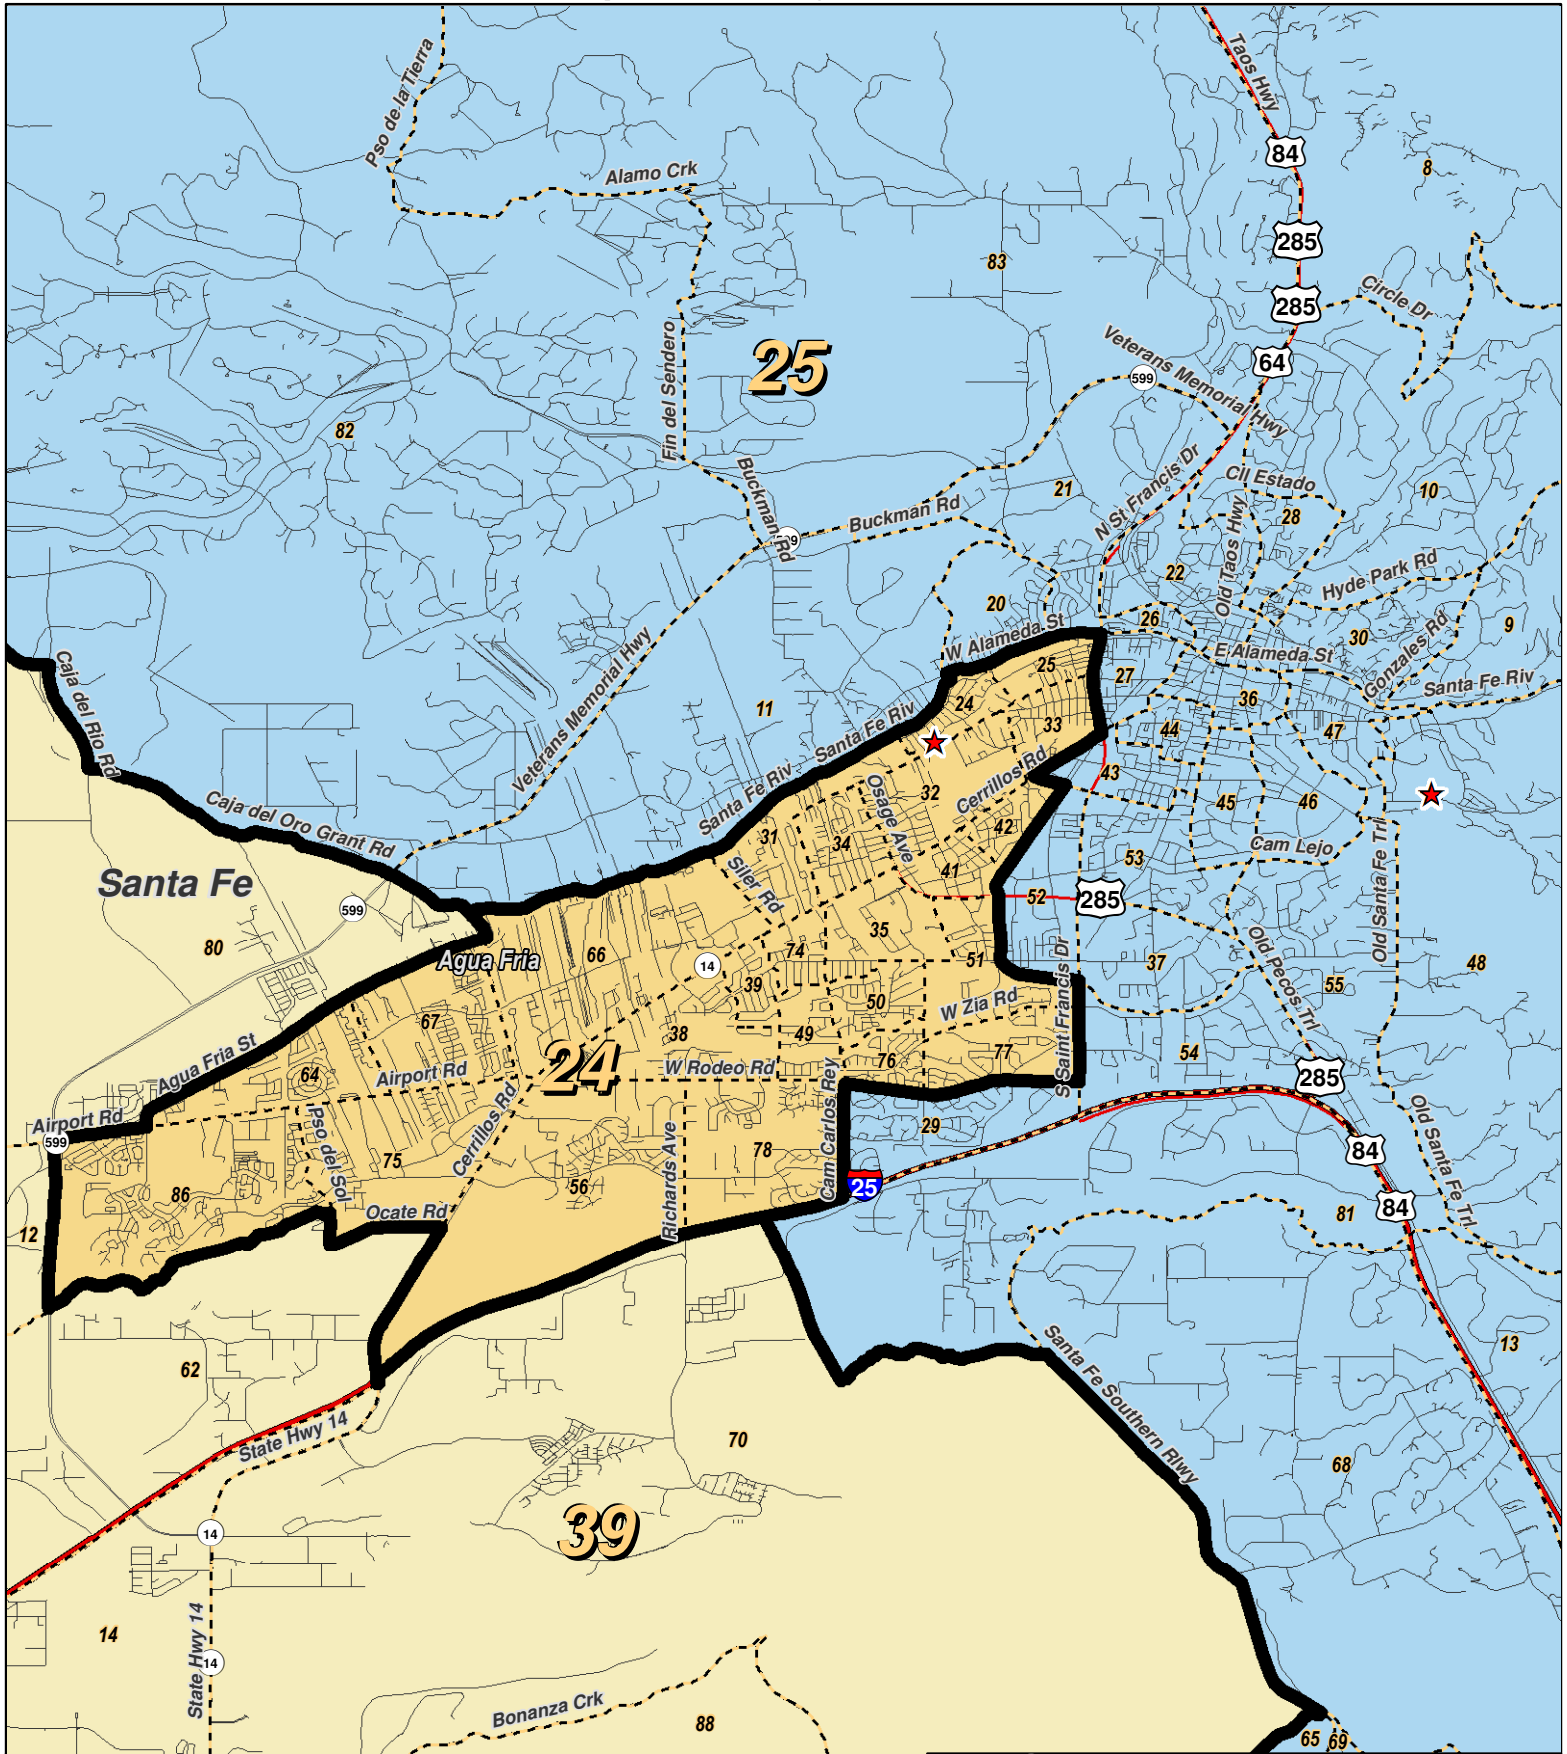 Taos Hwy
Pso de la Tierra
84
8
Alamo Crk
285
83
285
Circle Dr
Fin del Sendero
25
Veterans Memorial Hwy
64
599
82
Buckman Rd
N St Francis Dr
Cll Estado
21
10
Buckman Rd
28
Old Taos Hwy
22
Hyde Park Rd
20
26
9
W Alameda St
30
E Alameda St
Gonzales Rd
Caja del Rio Rd
Veterans Memorial Hwy
25
27
Santa Fe Riv
36
11
24
33
44
47
Santa Fe Riv
Santa Fe Riv
Cerrillos Rd
43
32
45
46
Osage Ave
42
Caja del Oro Grant Rd
31
34
Cam Lejo
53
Santa Fe
Siler Rd
41
Old Santa Fe Trl
52
285
599
35
80
Agua Fria
66
74
51
37
48
14
Old Pecos Trl
39
55
50
W Zia Rd
67
38
49
S Saint Francis Dr
Agua Fria St
76
77
54
64
Airport Rd
24
W Rodeo Rd
285
Airport Rd
Cam Carlos Rey
Old Santa Fe Trl
599
29
Pso del Sol
Cerrillos Rd
Richards Ave
75
78
84
86
56
25
84
12
Ocate Rd
81
62
Santa Fe Southern Rlwy
13
State Hwy 14
70
68
39
14
State Hwy 14
14
14
Bonanza Crk
88
65
69